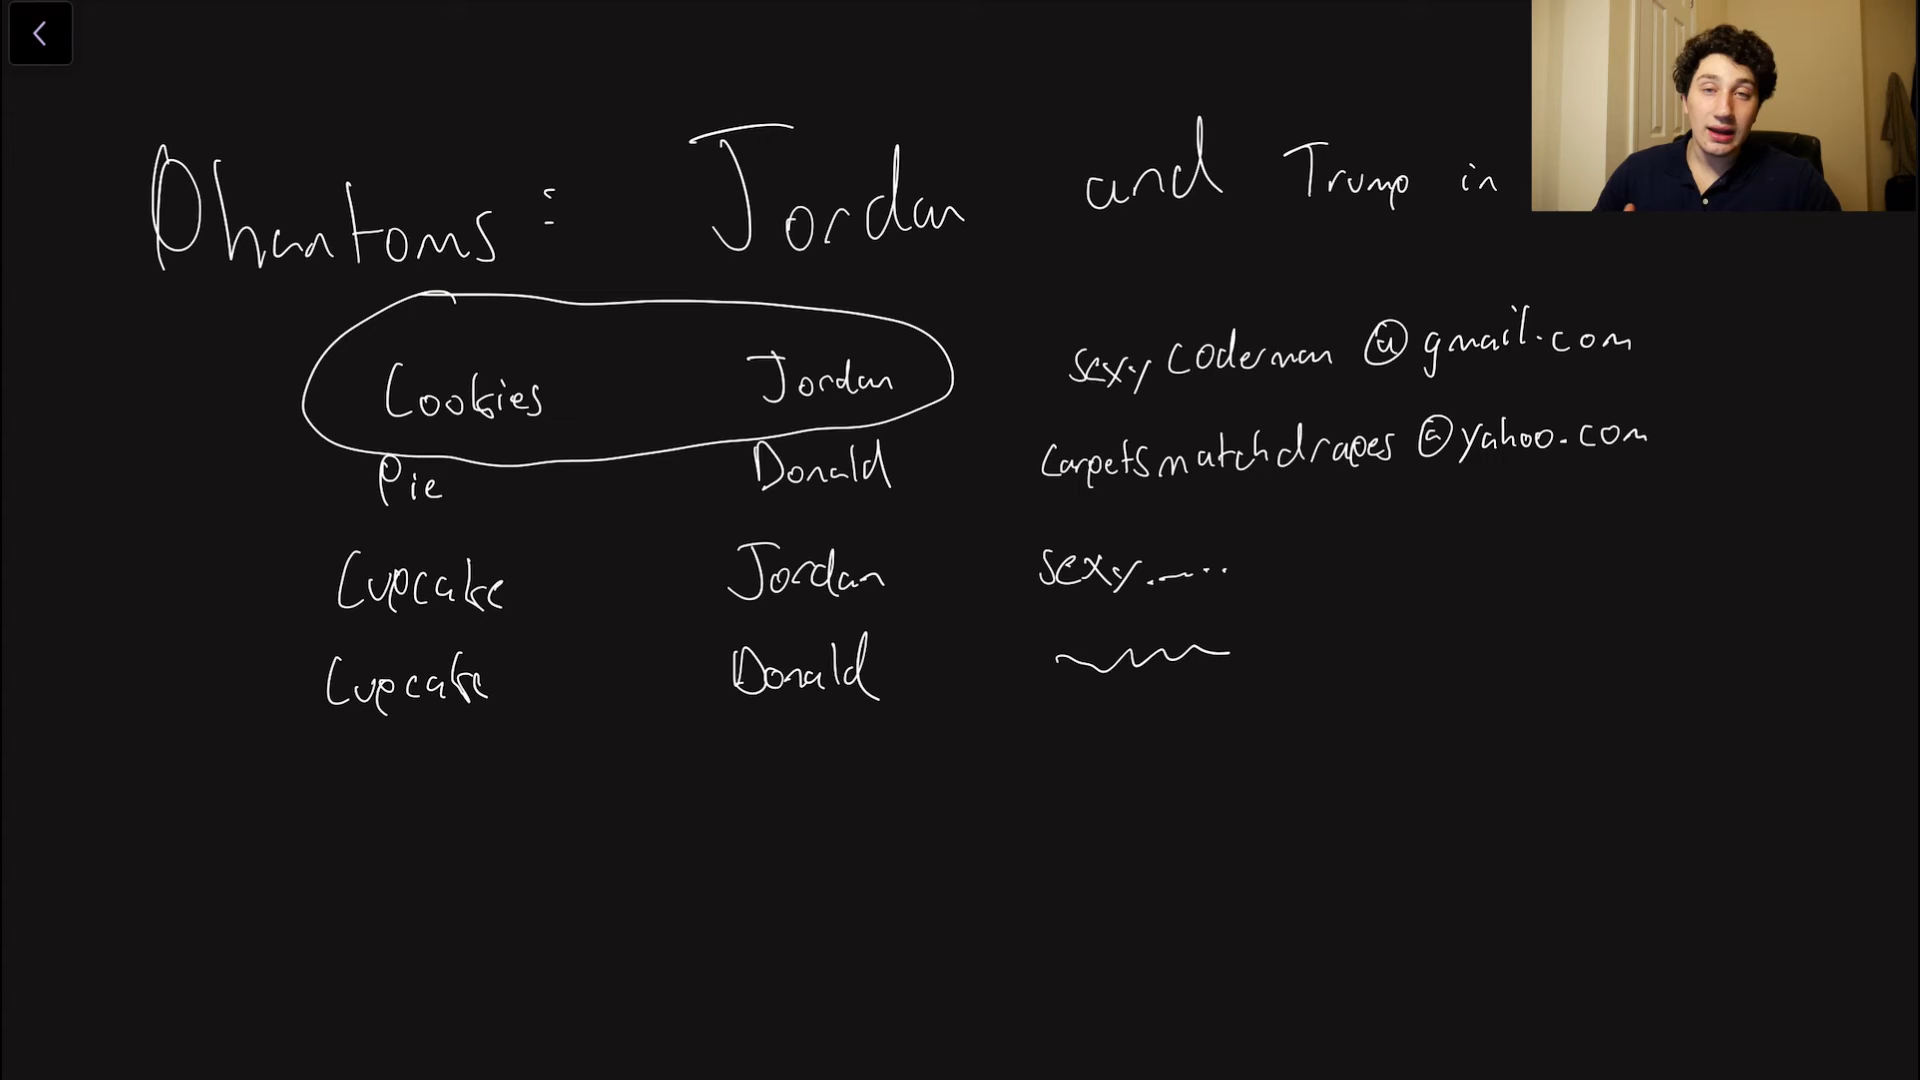 Phantoms: Jordan and Trump in
Cookies Jordan sexycoderman@gmail.com
Pie Donald carpetsmatchdrapes@yahoo.com
Cupcake Jordan sexy.....
Cupcake Donald